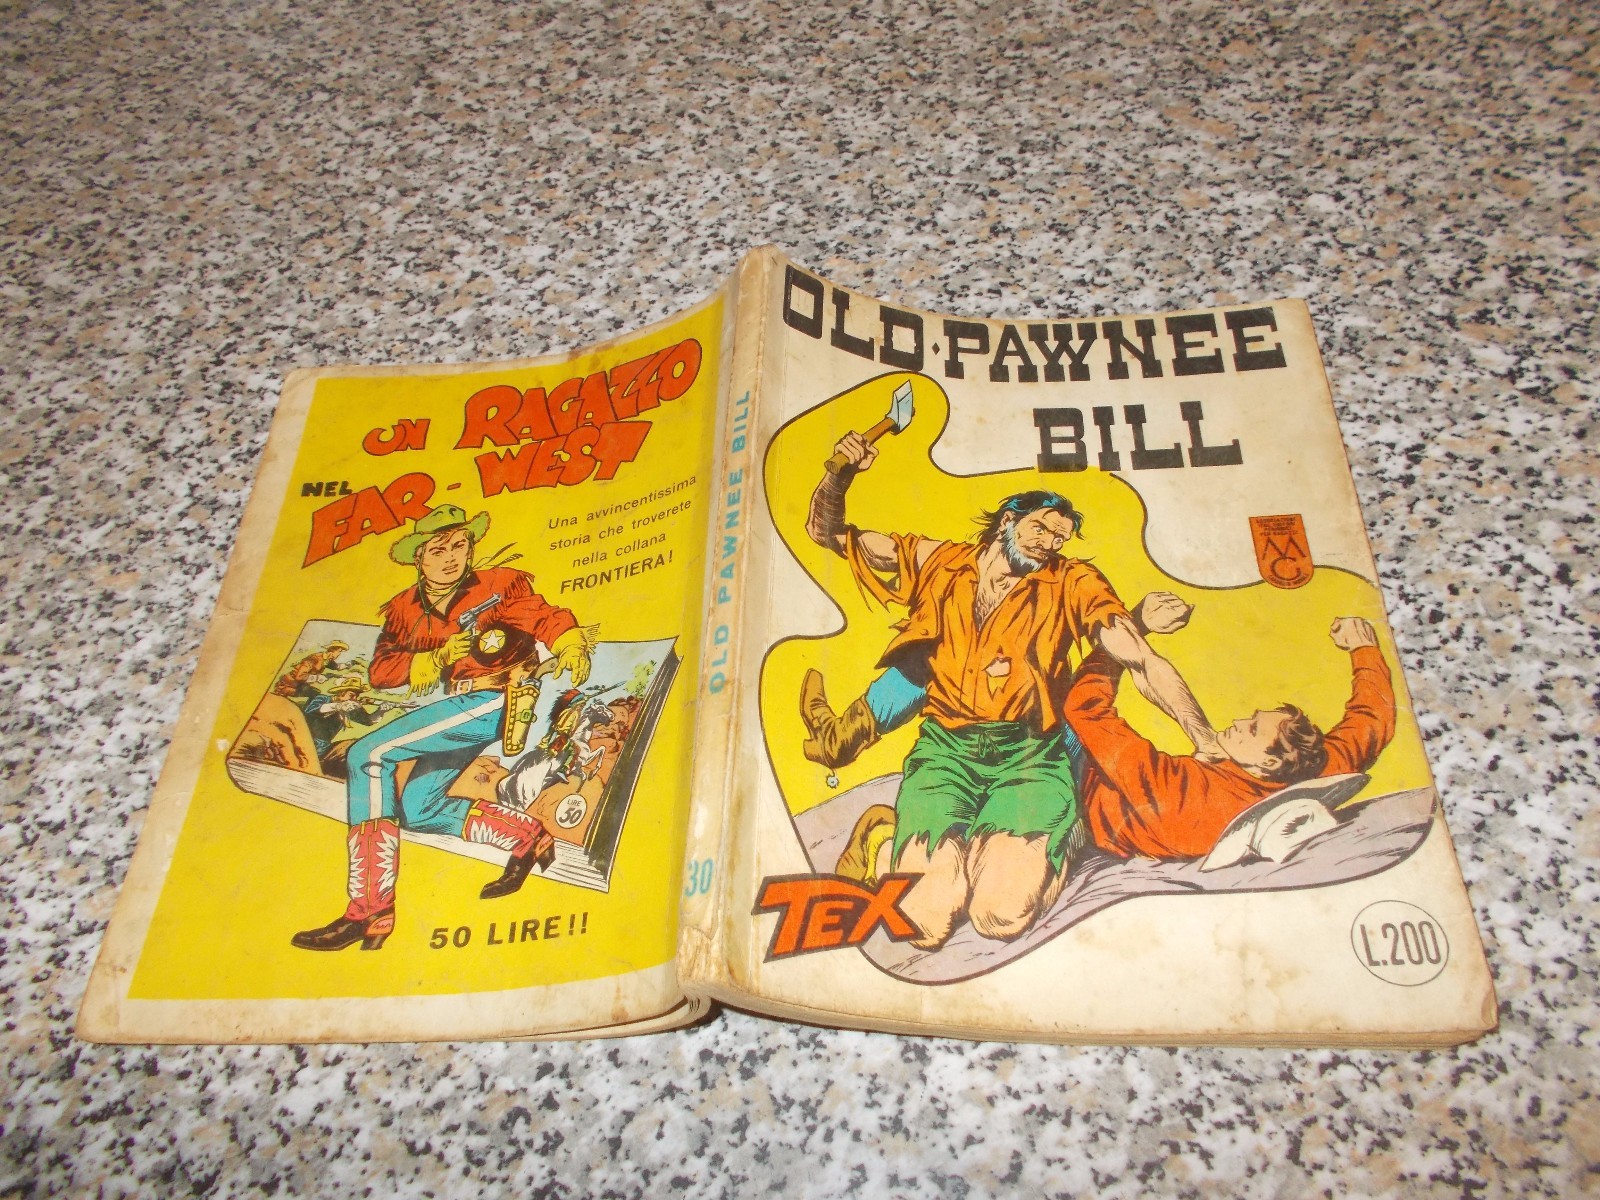 UN RAGAZZO
NEL FAR-WEST
Una avvincentissima
storia che troverete
nella collana
FRONTIERA!
LIRE
50
50 LIRE!!
OLD PAWNEE BILL
30
OLD·PAWNEE
BILL
MG
TEX
L.200